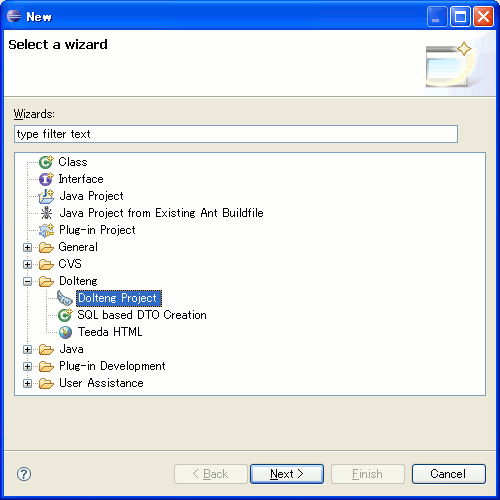 New
Select a wizard
Wizards:
type filter text
Class
Interface
Java Project
Java Project from Existing Ant Buildfile
Plug-in Project
General
CVS
Dolteng
Dolteng Project
SQL based DTO Creation
Teeda HTML
Java
Plug-in Development
User Assistance
?
< Back
Next >
Finish
Cancel